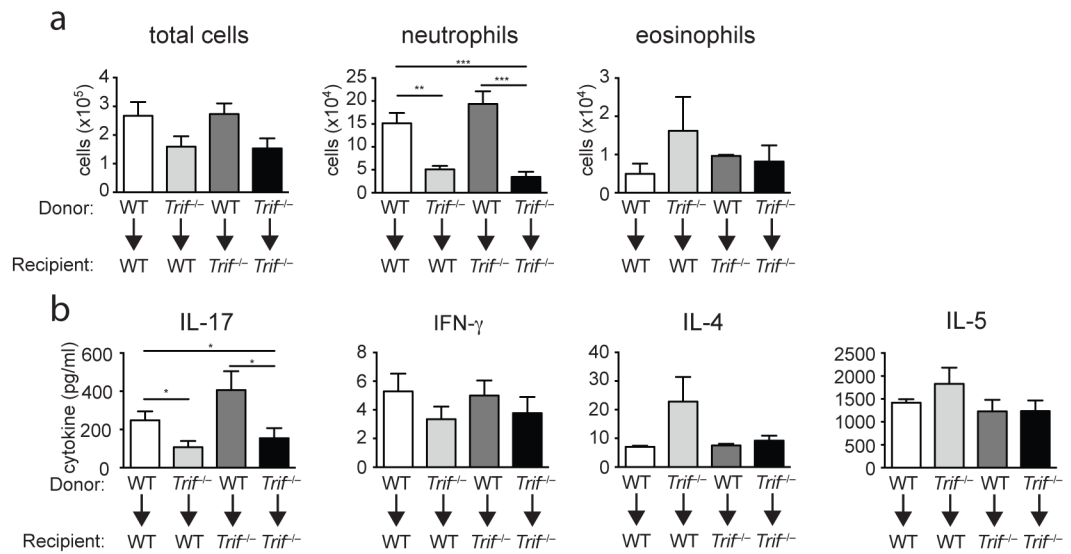 a
total cells neutrophils eosinophils
cells (x10⁵) 4 3 2 1 0
cells (x10⁴) 25 20 15 10 5 0 *** ** ***
cells (x10⁴) 3 2 1 0
Donor: WT Trif⁻/⁻ WT Trif⁻/⁻ WT Trif⁻/⁻ WT Trif⁻/⁻ WT Trif⁻/⁻ WT Trif⁻/⁻
Recipient: WT WT Trif⁻/⁻ Trif⁻/⁻ WT WT Trif⁻/⁻ Trif⁻/⁻ WT WT Trif⁻/⁻ Trif⁻/⁻
b
IL-17 IFN-γ IL-4 IL-5
cytokine (pg/ml) 600 400 200 0 * * *
8 6 4 2 0
40 30 20 10 0
2500 2000 1500 1000 500 0
Donor: WT Trif⁻/⁻ WT Trif⁻/⁻ WT Trif⁻/⁻ WT Trif⁻/⁻ WT Trif⁻/⁻ WT Trif⁻/⁻ WT Trif⁻/⁻ WT Trif⁻/⁻
Recipient: WT WT Trif⁻/⁻ Trif⁻/⁻ WT WT Trif⁻/⁻ Trif⁻/⁻ WT WT Trif⁻/⁻ Trif⁻/⁻ WT WT Trif⁻/⁻ Trif⁻/⁻